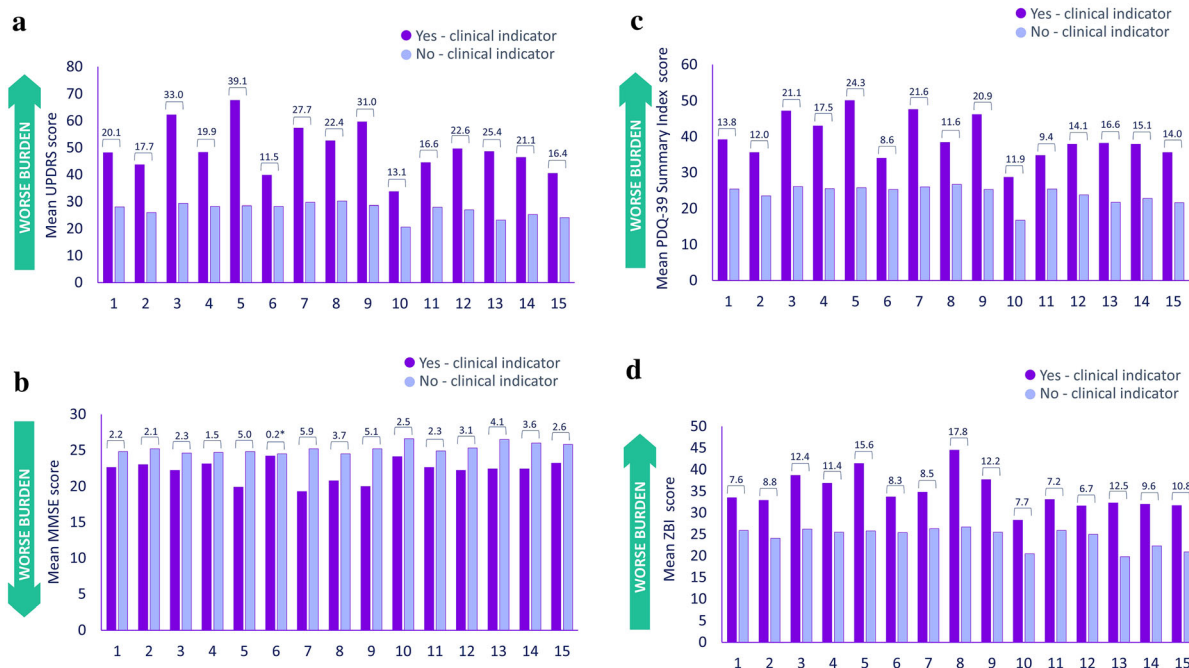 a
Yes - clinical indicator
No - clinical indicator
WORSE BURDEN
Mean UPDRS score
80
70
60
50
40
30
20
10
0
20.1 17.7 33.0 19.9 39.1 11.5 27.7 22.4 31.0 13.1 16.6 22.6 25.4 21.1 16.4
1 2 3 4 5 6 7 8 9 10 11 12 13 14 15
c
Yes - clinical indicator
No - clinical indicator
WORSE BURDEN
Mean PDQ-39 Summary Index score
60
50
40
30
20
10
0
13.8 12.0 21.1 17.5 24.3 8.6 21.6 11.6 20.9 11.9 9.4 14.1 16.6 15.1 14.0
1 2 3 4 5 6 7 8 9 10 11 12 13 14 15
b
Yes - clinical indicator
No - clinical indicator
WORSE BURDEN
Mean MMSE score
30
25
20
15
10
5
0
2.2 2.1 2.3 1.5 5.0 0.2* 5.9 3.7 5.1 2.5 2.3 3.1 4.1 3.6 2.6
1 2 3 4 5 6 7 8 9 10 11 12 13 14 15
d
Yes - clinical indicator
No - clinical indicator
WORSE BURDEN
Mean ZBI score
50
45
40
35
30
25
20
15
10
5
0
7.6 8.8 12.4 11.4 15.6 8.3 8.5 17.8 12.2 7.7 7.2 6.7 12.5 9.6 10.8
1 2 3 4 5 6 7 8 9 10 11 12 13 14 15